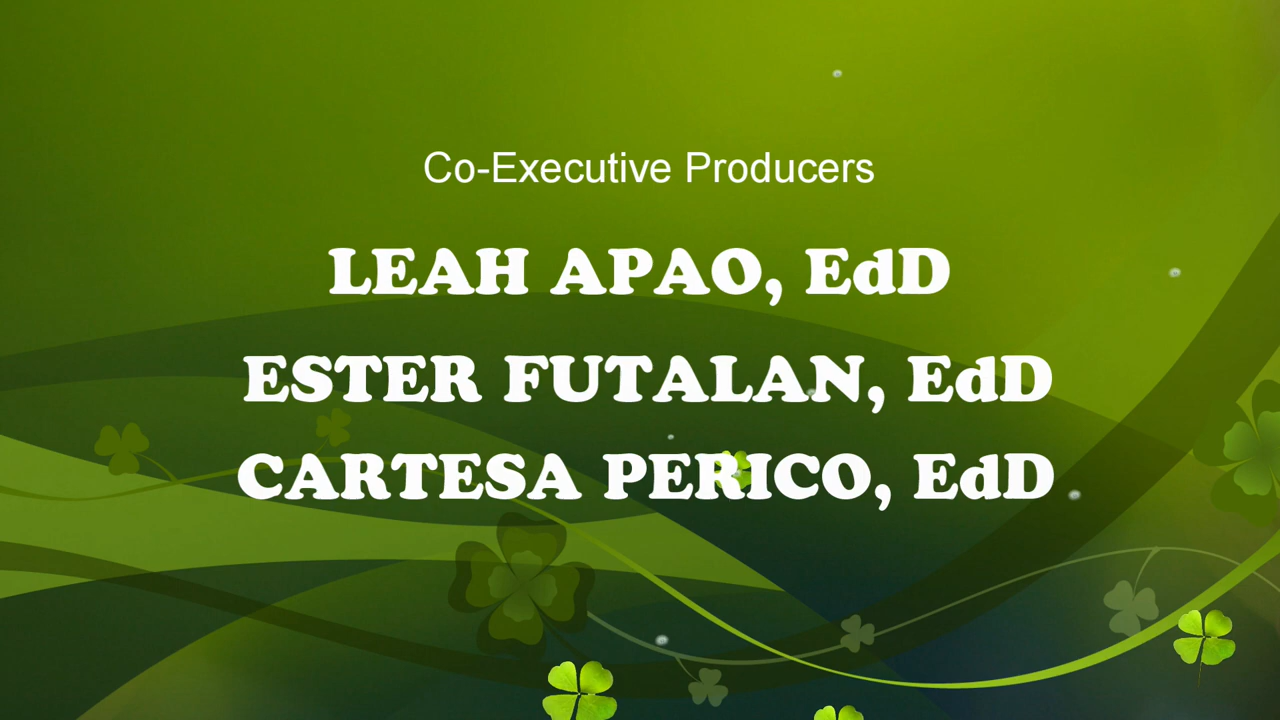 Co-Executive Producers
LEAH APAO, EdD
ESTER FUTALAN, EdD
CARTESA PERICO, EdD